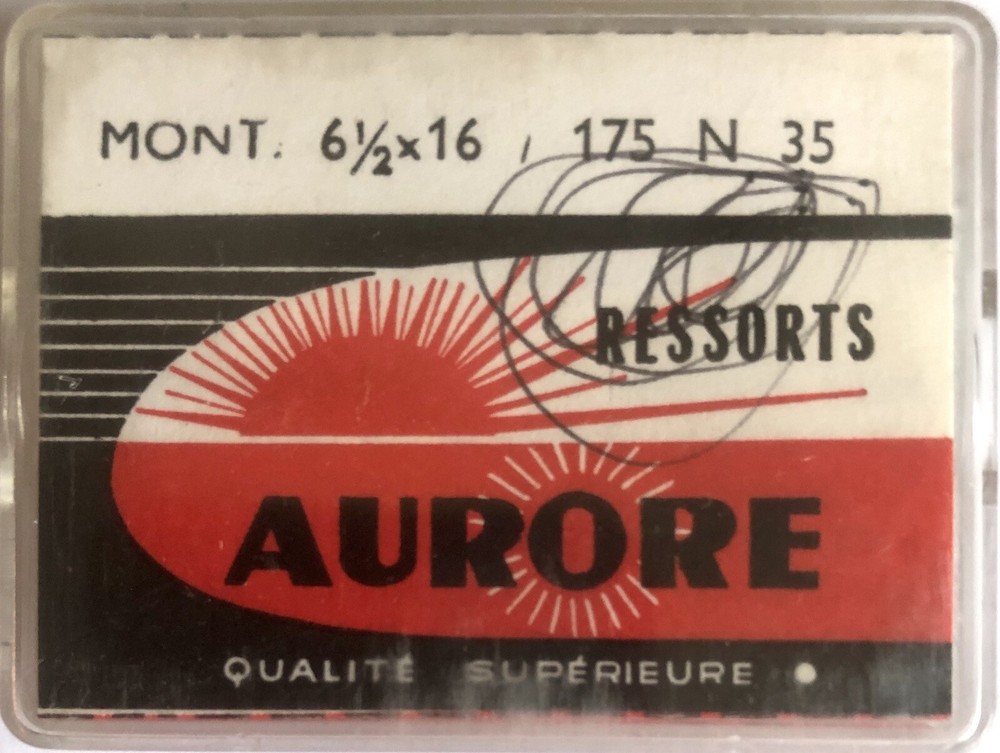 MONT. 6½x16 , 175 N 35
RESSORTS
AURORE
QUALITÉ SUPÉRIEURE